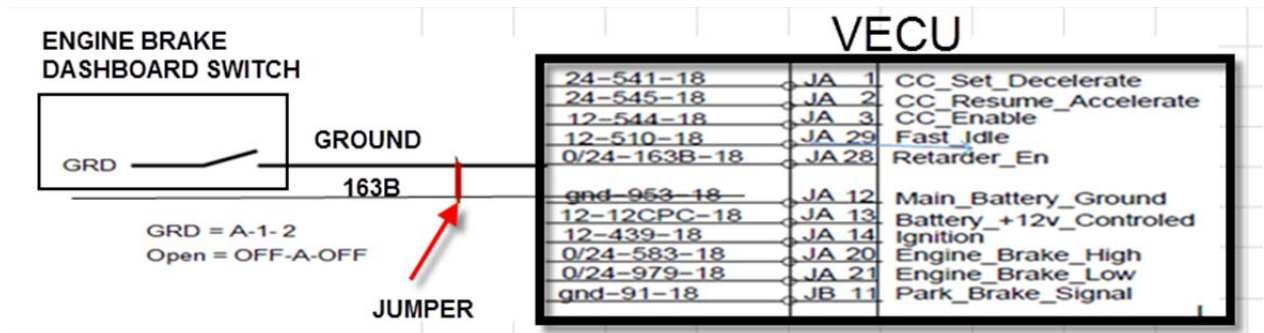 ENGINE BRAKE
DASHBOARD SWITCH
GRD
GROUND
163B
GRD = A-1-2
Open = OFF-A-OFF
JUMPER
VECU
24-541-18 JA 1 CC_Set_Decelerate
24-545-18 JA 2 CC_Resume_Accelerate
12-544-18 JA 3 CC_Enable
12-510-18 JA 29 Fast_Idle
0/24-163B-18 JA 28 Retarder_En
gnd-953-18 JA 12 Main_Battery_Ground
12-12CPC-18 JA 13 Battery_+12v_Controled
12-439-18 JA 14 Ignition
0/24-583-18 JA 20 Engine_Brake_High
0/24-979-18 JA 21 Engine_Brake_Low
gnd-91-18 JB 11 Park_Brake_Signal